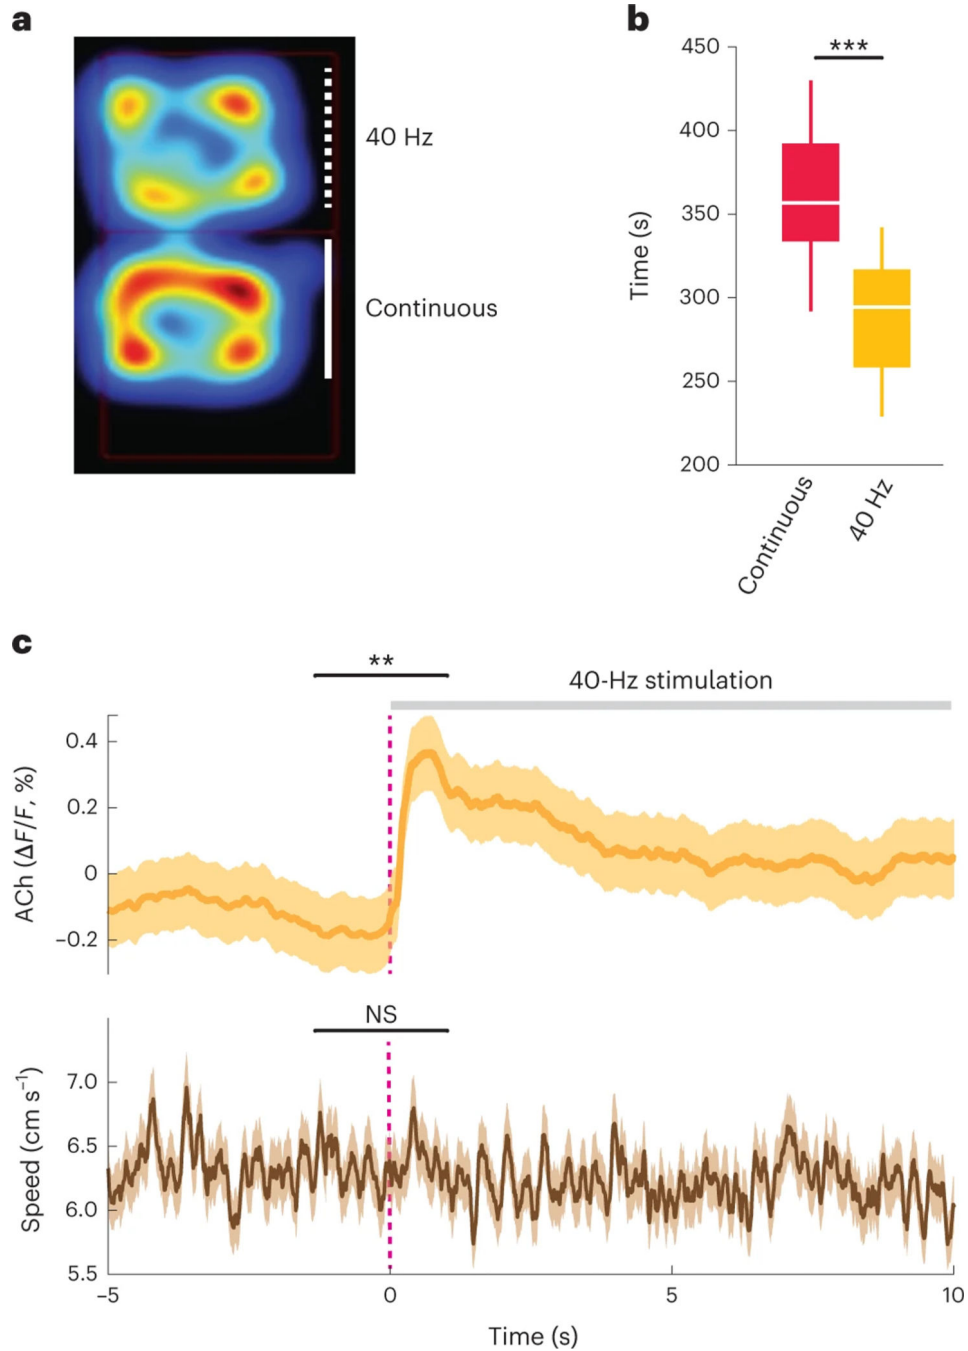 a
40 Hz
Continuous
b
***
450
400
350
300
250
200
Time (s)
Continuous
40 Hz
c
**
40-Hz stimulation
0.4
0.2
0
–0.2
ACh (ΔF/F, %)
NS
7.0
6.5
6.0
5.5
Speed (cm s⁻¹)
–5
0
5
10
Time (s)